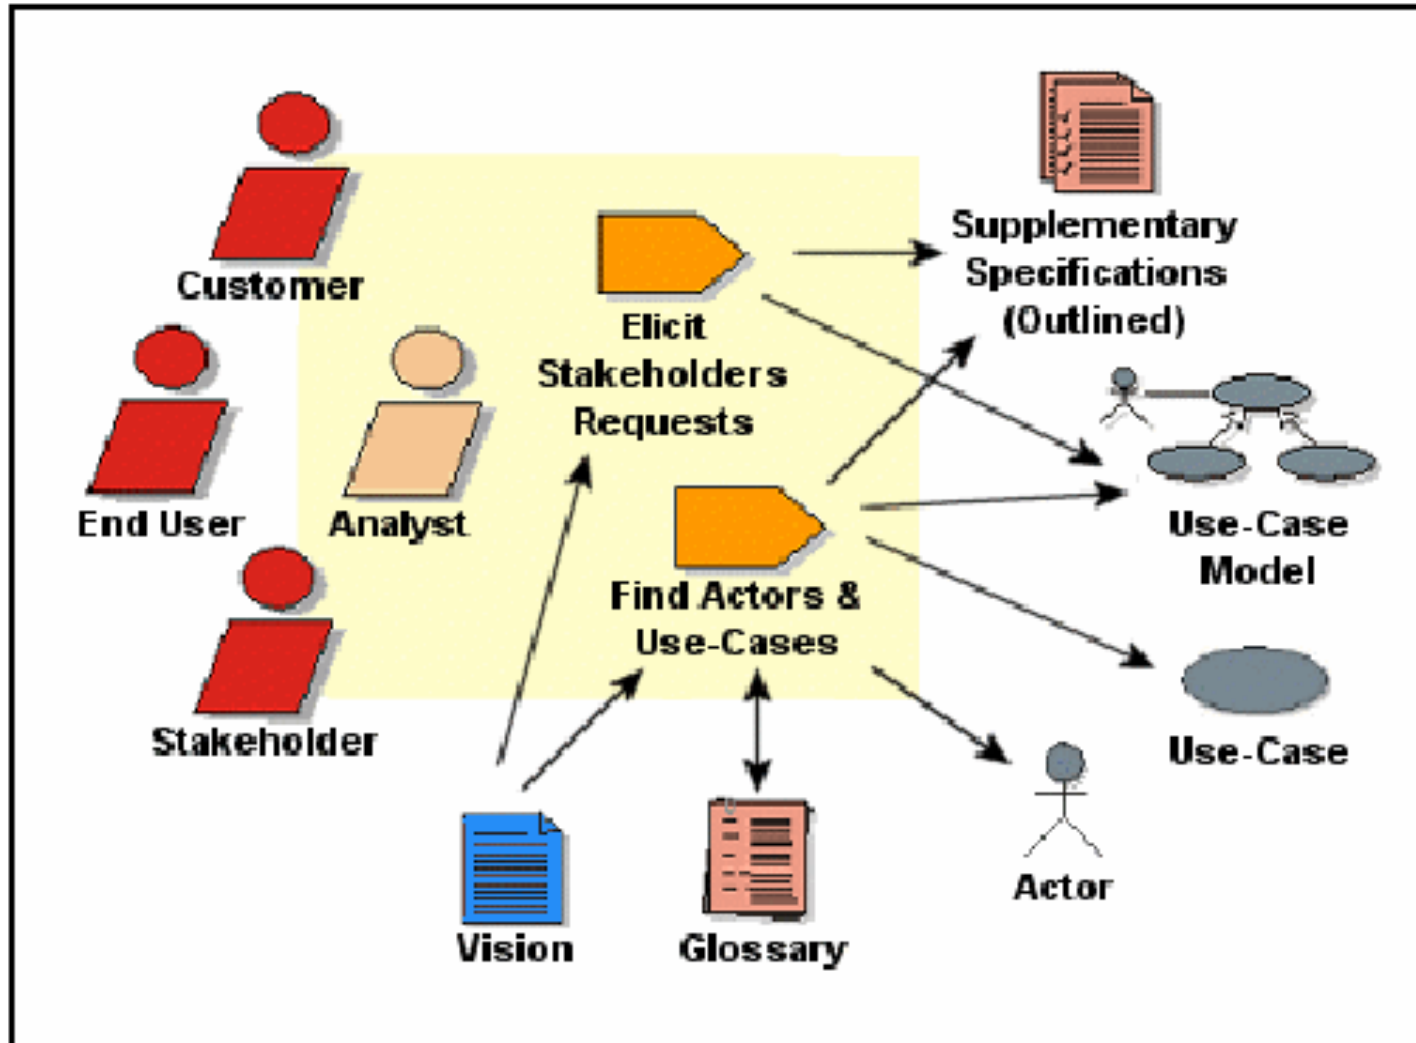 Customer
End User
Analyst
Stakeholder
Elicit
Stakeholders
Requests
Find Actors &
Use-Cases
Supplementary
Specifications
(Outlined)
Use-Case
Model
Use-Case
Actor
Vision
Glossary